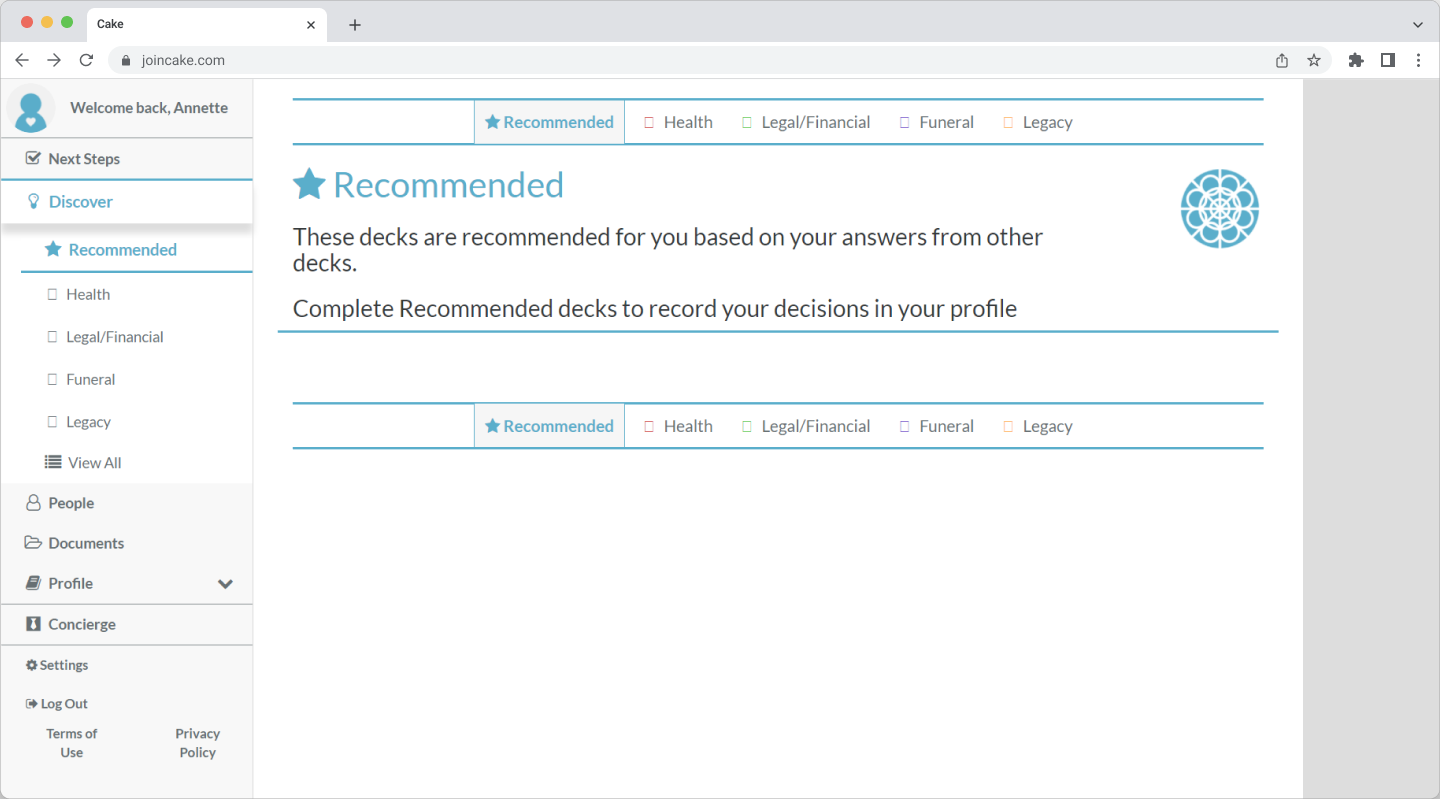 Cake
joincake.com
Welcome back, Annette
Next Steps
Discover
Recommended
Health
Legal/Financial
Funeral
Legacy
View All
People
Documents
Profile
Concierge
Settings
Log Out
Terms of
Use
Privacy
Policy
Recommended Health Legal/Financial Funeral Legacy
Recommended
These decks are recommended for you based on your answers from other
decks.
Complete Recommended decks to record your decisions in your profile
Recommended Health Legal/Financial Funeral Legacy